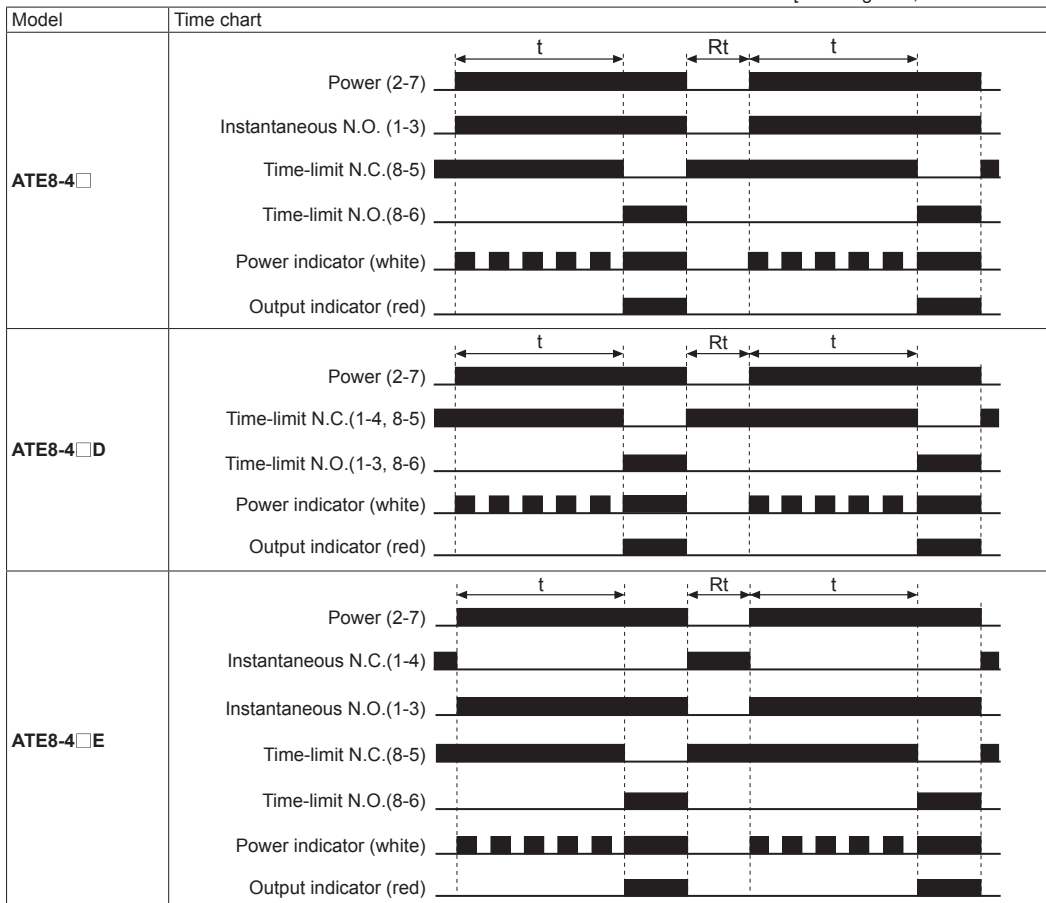 Model Time chart
ATE8-4□
t Rt t
Power (2-7)
Instantaneous N.O. (1-3)
Time-limit N.C.(8-5)
Time-limit N.O.(8-6)
Power indicator (white)
Output indicator (red)
ATE8-4□D
t Rt t
Power (2-7)
Time-limit N.C.(1-4, 8-5)
Time-limit N.O.(1-3, 8-6)
Power indicator (white)
Output indicator (red)
ATE8-4□E
t Rt t
Power (2-7)
Instantaneous N.C.(1-4)
Instantaneous N.O.(1-3)
Time-limit N.C.(8-5)
Time-limit N.O.(8-6)
Power indicator (white)
Output indicator (red)